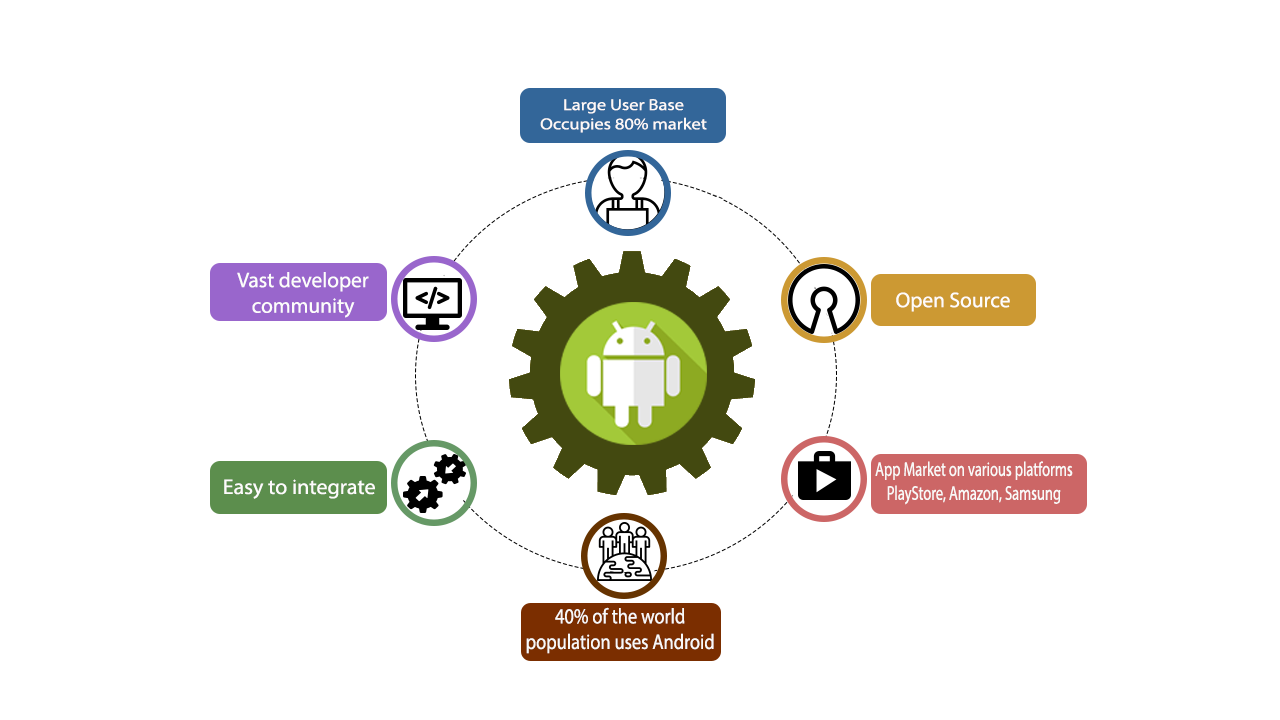 Large User Base
Occupies 80% market
Vast developer
community
</>
Open Source
Easy to integrate
App Market on various platforms
PlayStore, Amazon, Samsung
40% of the world
population uses Android